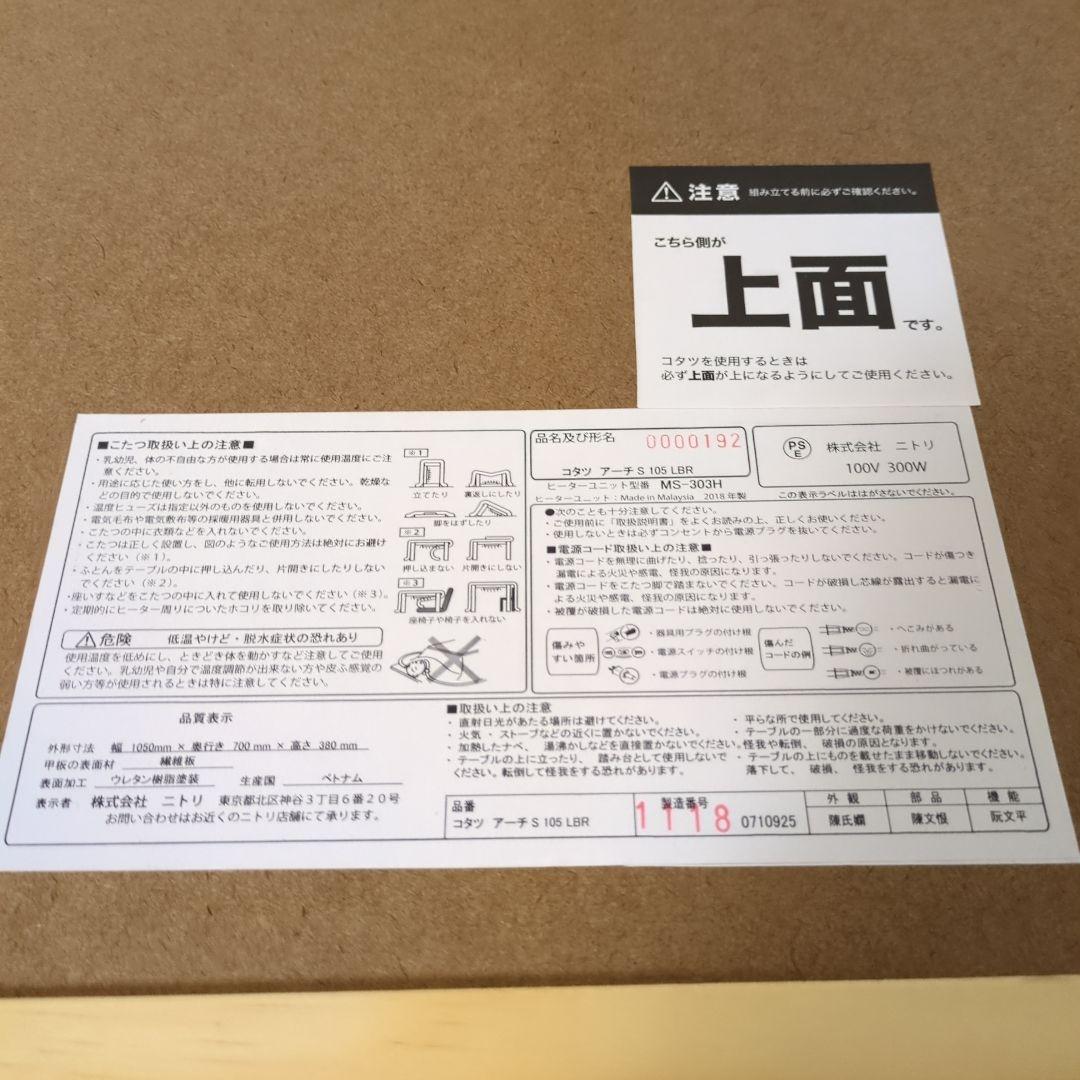 ⚠注意 組み立てる前に必ずご確認ください。
こちら側が
上面です。
コタツを使用するときは
必ず上面が上になるようにしてご使用ください。
■こたつ取扱い上の注意■
・乳幼児、体の不自由な方が使用する場合は常に使用温度にご注
意ください。
・用途に応じた使い方をし、他に転用しないでください。乾燥な
どの目的で使用しないでください。
・温度ヒューズは指定以外のものを使用しないでください。
・電気毛布や電気敷布等の採暖用器具と併用しないでください。
・こたつの中に衣類などを入れないでください。
・こたつは正しく設置し、図のようなご使用方法は絶対にお避け
ください（※1）。
・ふとんをテーブルの中に押し込んだり、片開きにしたりしない
でください（※2）。
・座いすなどをこたつの中に入れて使用しないでください（※3）。
・定期的にヒーター周りについたホコリを取り除いてください。
※1
立てたり 裏返しにしたり
脚をはずしたり
※2
押し込まない 片開きにしない
※3
座椅子や椅子を入れない
⚠危険 低温やけど・脱水症状の恐れあり
使用温度を低めにし、ときどき体を動かすなど注意してご使用
ください。乳幼児や自分で温度調節が出来ない方や皮ふ感覚の
弱い方等が使用されるときは特に注意してください。
品名及び形名 0000192
コタツ アーチ S 105 LBR
ヒーターユニット型番 MS-303H
ヒーターユニット：Made in Malaysia 2018年製
PSE
株式会社 ニトリ
100V 300W
この表示ラベルははがさないでください。
●次のことも十分注意してください。
・ご使用前に「取扱説明書」をよくお読みの上、正しくお使いください。
・使用しないときは必ずコンセントから電源プラグを抜いてください。
■電源コード取扱い上の注意■
・電源コードを無理に曲げたり、捻ったり、引っ張ったりしないでください。コードが傷つき
漏電による火災や感電、怪我の原因になります。
・電源コードをこたつ脚で踏まないでください。コードが破損し芯線が露出すると漏電に
よる火災や感電、怪我の原因になります。
・被覆が破損した電源コードは絶対に使用しないでください。
傷みや
すい箇所
・器具用プラグの付け根
・電源スイッチの付け根
・電源プラグの付け根
傷んだ
コードの例
・へこみがある
・折れ曲がっている
・被覆にほつれがある
品質表示
外形寸法 幅 1050mm × 奥行き 700mm × 高さ 380mm
甲板の表面材 繊維板
表面加工 ウレタン樹脂塗装 生産国 ベトナム
表示者 株式会社 ニトリ 東京都北区神谷3丁目6番20号
お問い合わせはお近くのニトリ店舗にて承ります。
■取扱い上の注意
・直射日光があたる場所は避けてください。
・火気・ストーブなどの近くに置かないでください。
・加熱したナベ、湯沸かしなどを直接置かないでください。
・テーブルの上に立ったり、踏み台として使用しないで
ください。転倒して怪我をする恐れがあります。
・平らな所で使用してください。
・テーブルの一部分に過度な荷重をかけないでください。
怪我や転倒、破損の原因となります。
・テーブルの上にものを載せたまま移動しないでください。
落下して、破損、怪我をする恐れがあります。
品番
コタツ アーチ S 105 LBR
製造番号
1118 0710925
外観 部品 機能
陳氏嫺 陳文恨 阮文平